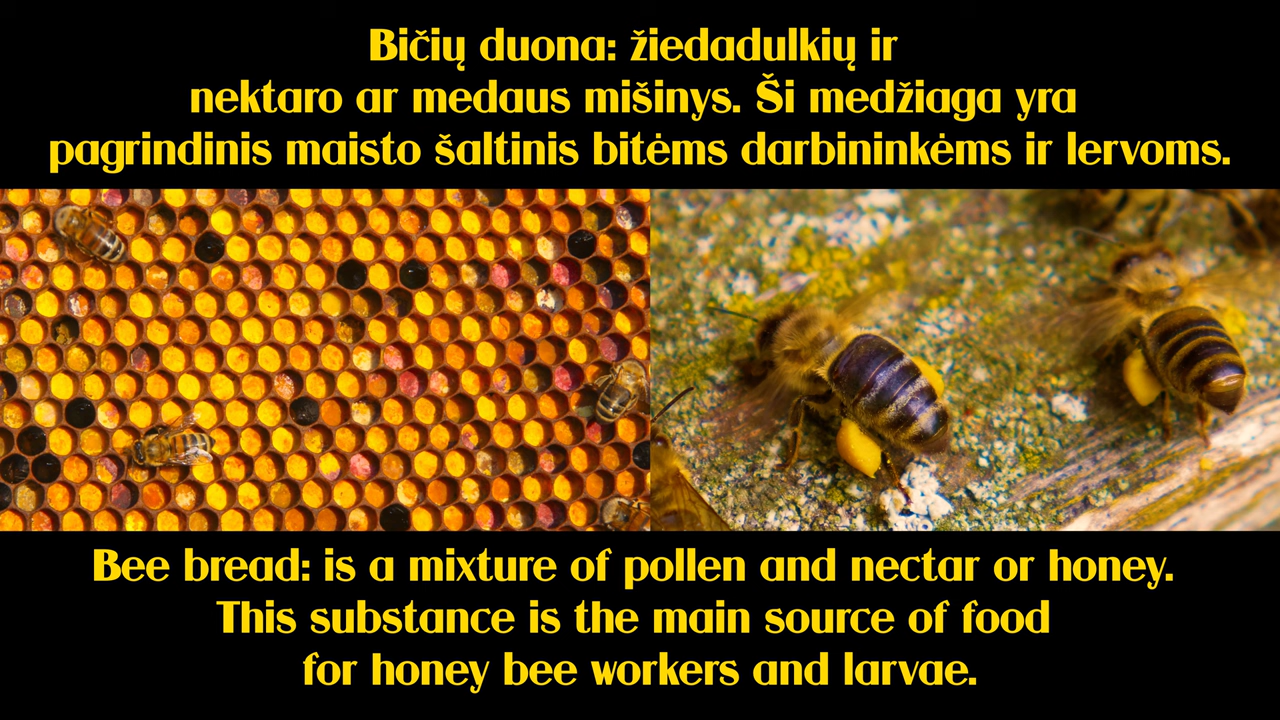 Bičių duona: žiedadulkių ir
nektaro ar medaus mišinys. Ši medžiaga yra
pagrindinis maisto šaltinis bitėms darbininkėms ir lervoms.
Bee bread: is a mixture of pollen and nectar or honey.
This substance is the main source of food
for honey bee workers and larvae.